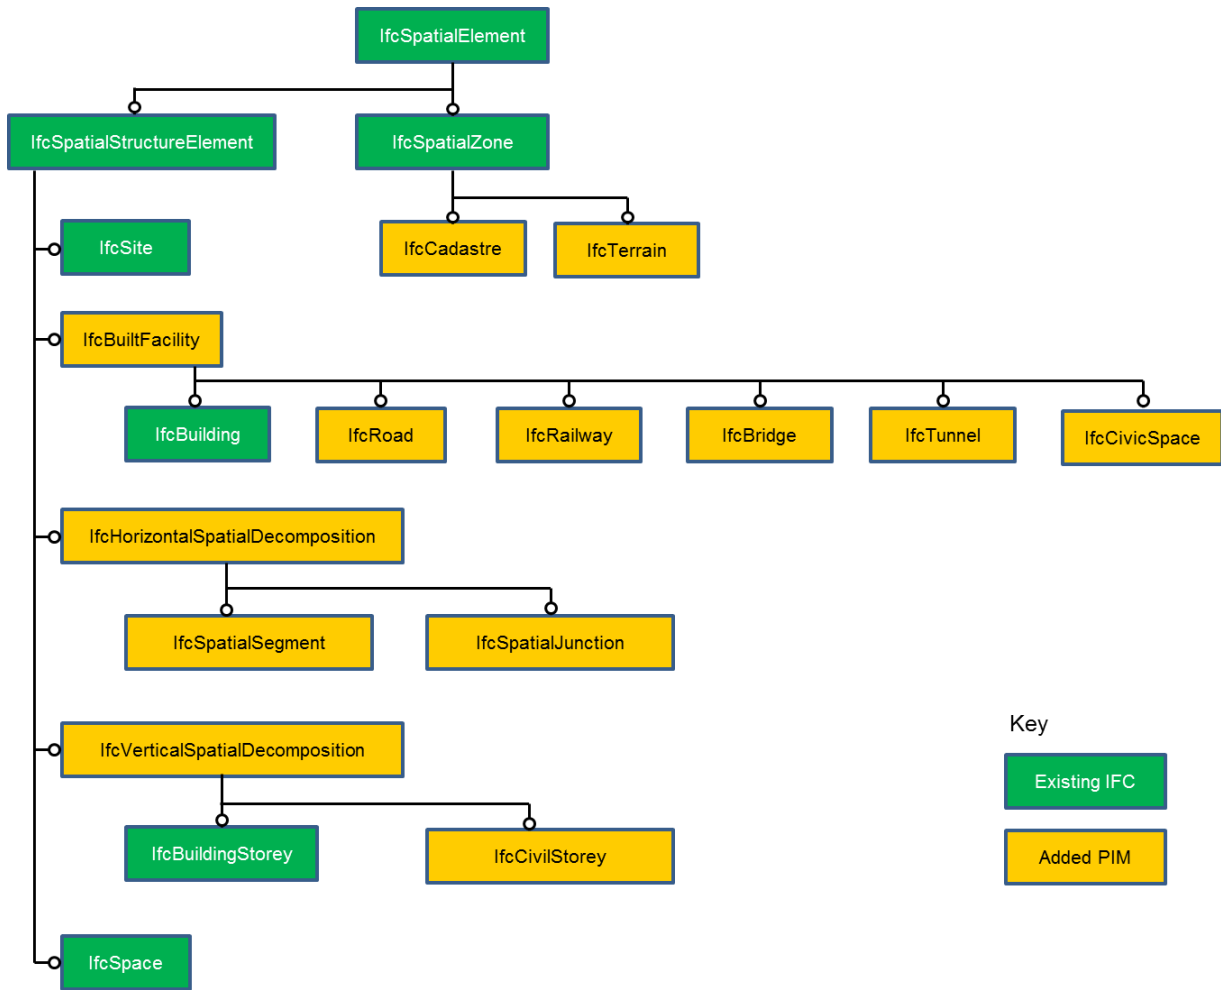 IfcSpatialElement
IfcSpatialStructureElement
IfcSpatialZone
IfcSite
IfcCadastre
IfcTerrain
IfcBuiltFacility
IfcBuilding
IfcRoad
IfcRailway
IfcBridge
IfcTunnel
IfcCivicSpace
IfcHorizontalSpatialDecomposition
IfcSpatialSegment
IfcSpatialJunction
IfcVerticalSpatialDecomposition
IfcBuildingStorey
IfcCivilStorey
IfcSpace
Key
Existing IFC
Added PIM